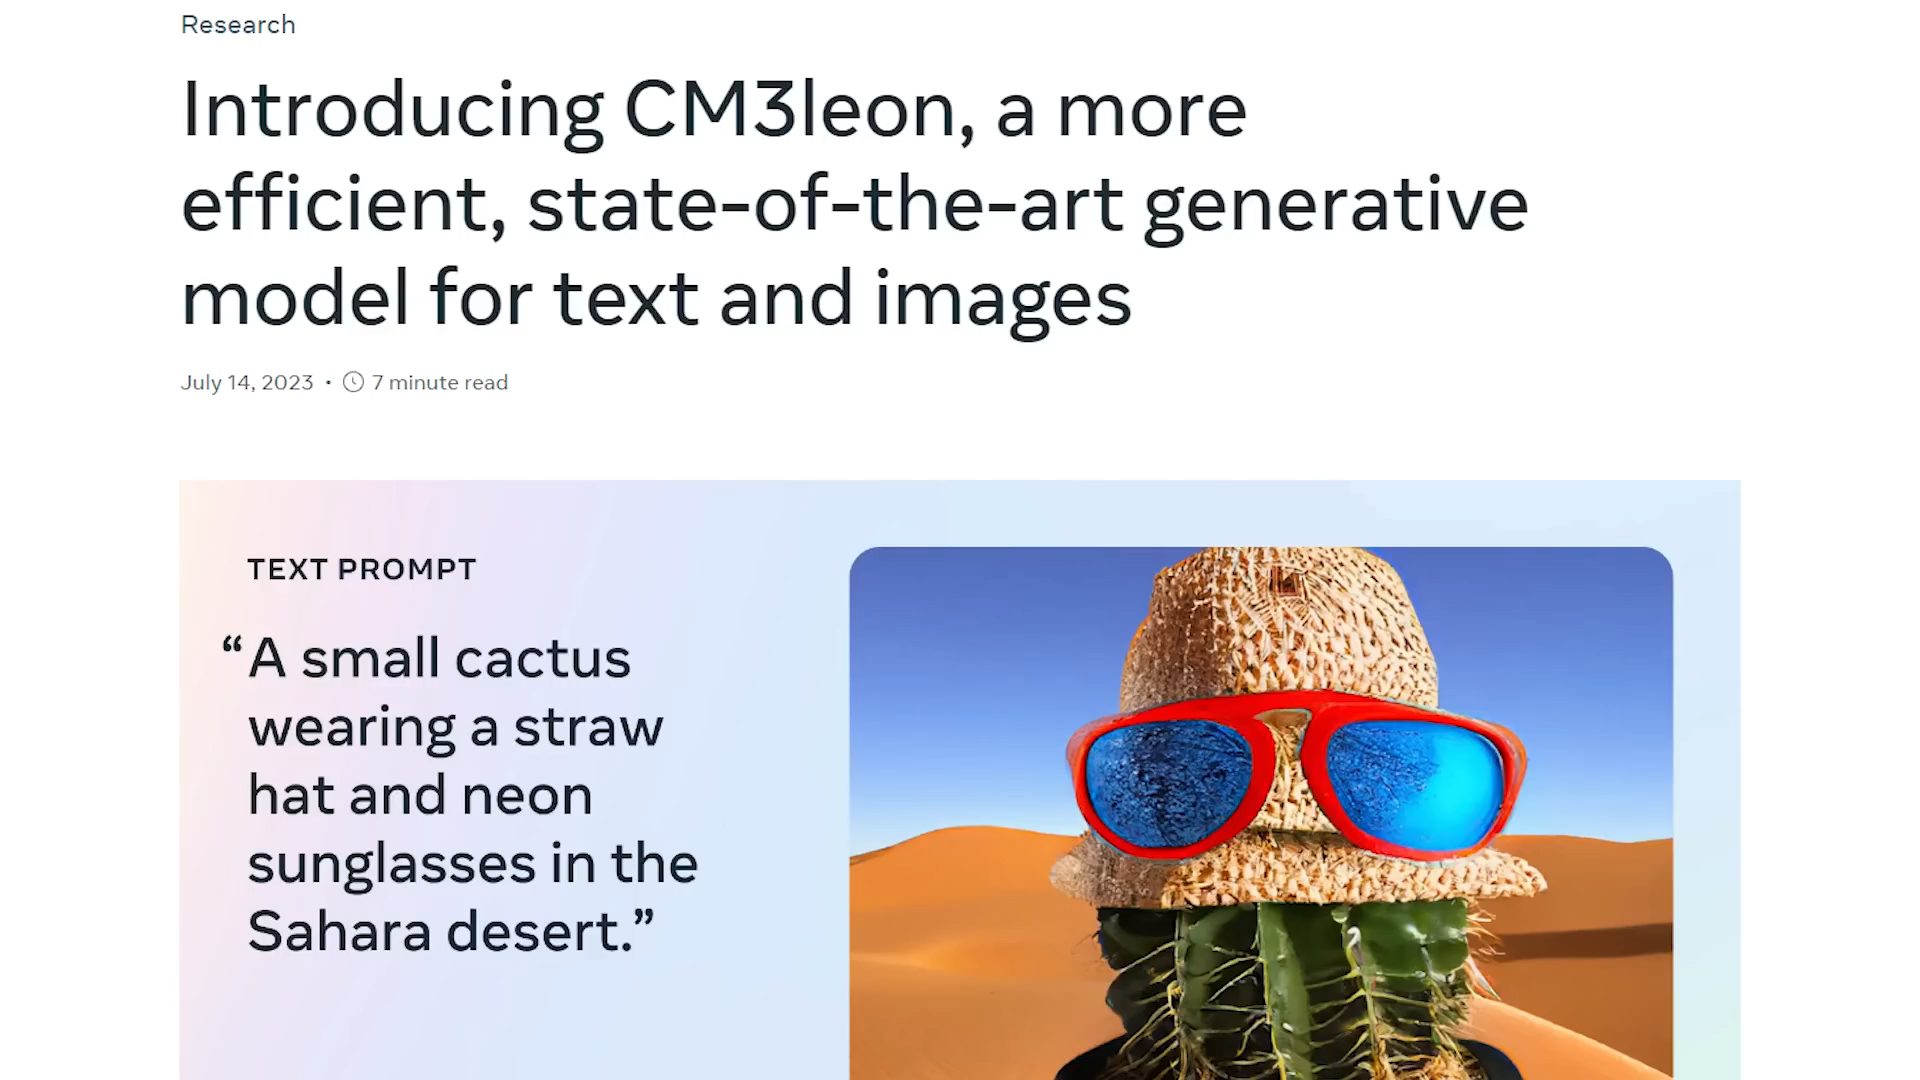 Research
Introducing CM3leon, a more
efficient, state-of-the-art generative
model for text and images
July 14, 2023 • 7 minute read
TEXT PROMPT
“A small cactus
wearing a straw
hat and neon
sunglasses in the
Sahara desert.”